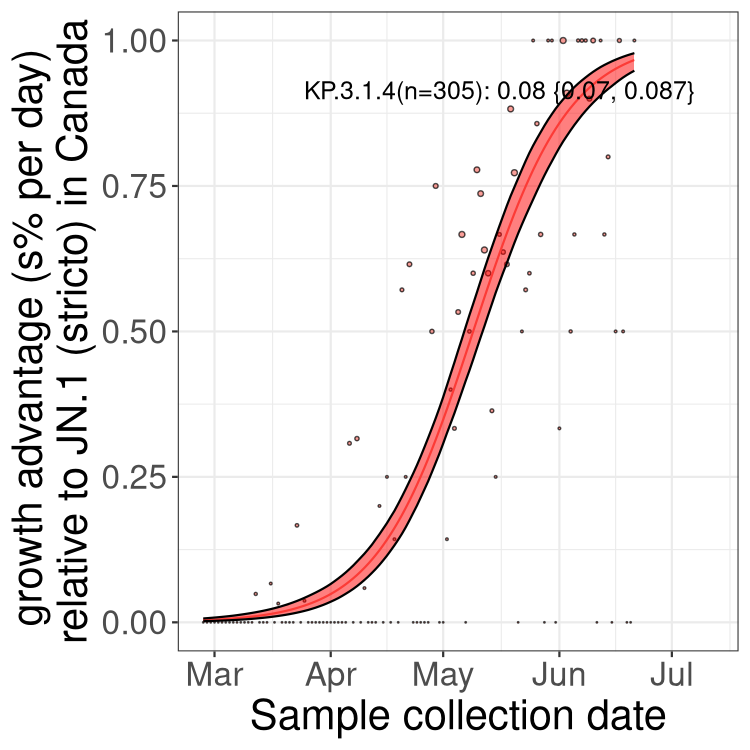 growth advantage (s% per day)
relative to JN.1 (stricto) in Canada
1.00
0.75
0.50
0.25
0.00
KP.3.1.4(n=305): 0.08 {0.07, 0.087}
Mar Apr May Jun Jul
Sample collection date